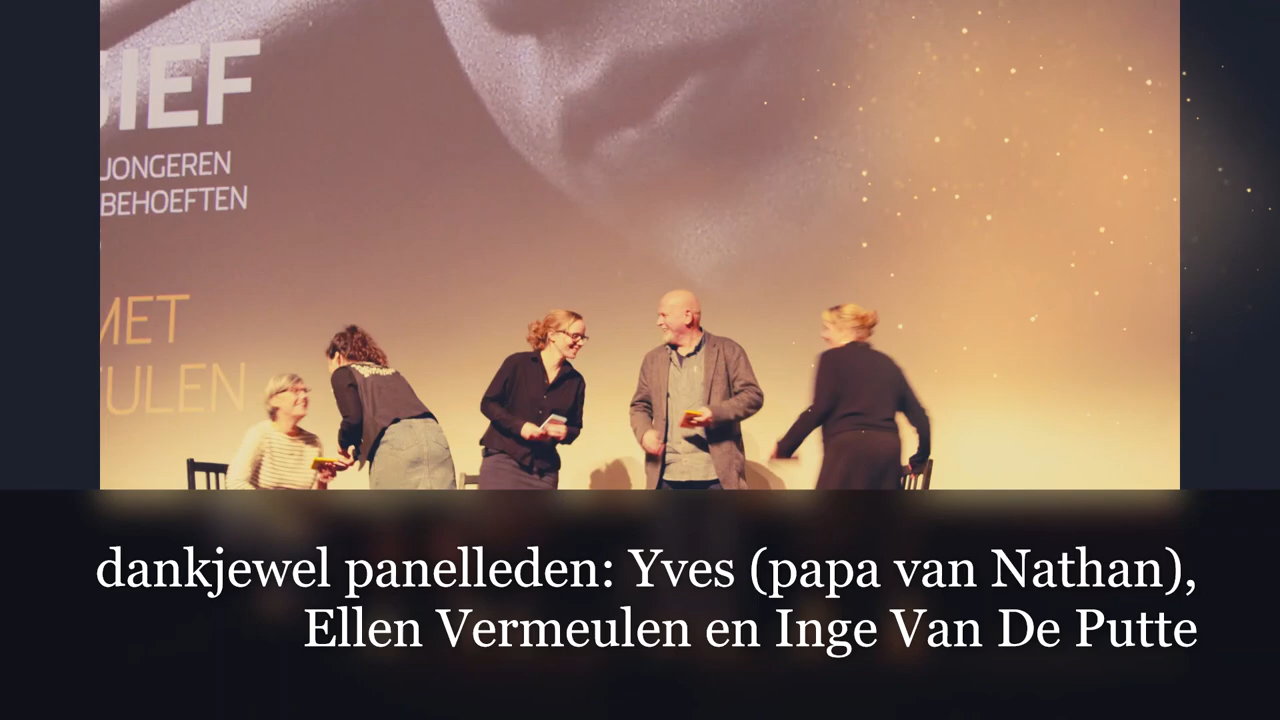 IEF
JONGEREN
BEHOEFTEN
MET
ULEN
dankjewel panelleden: Yves (papa van Nathan),
Ellen Vermeulen en Inge Van De Putte